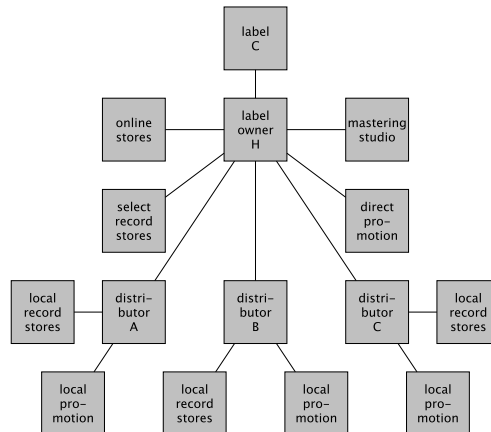 label
C
online
stores
label
owner
H
mastering
studio
select
record
stores
direct
pro-
motion
local
record
stores
distri-
butor
A
distri-
butor
B
distri-
butor
C
local
record
stores
local
pro-
motion
local
record
stores
local
pro-
motion
local
pro-
motion